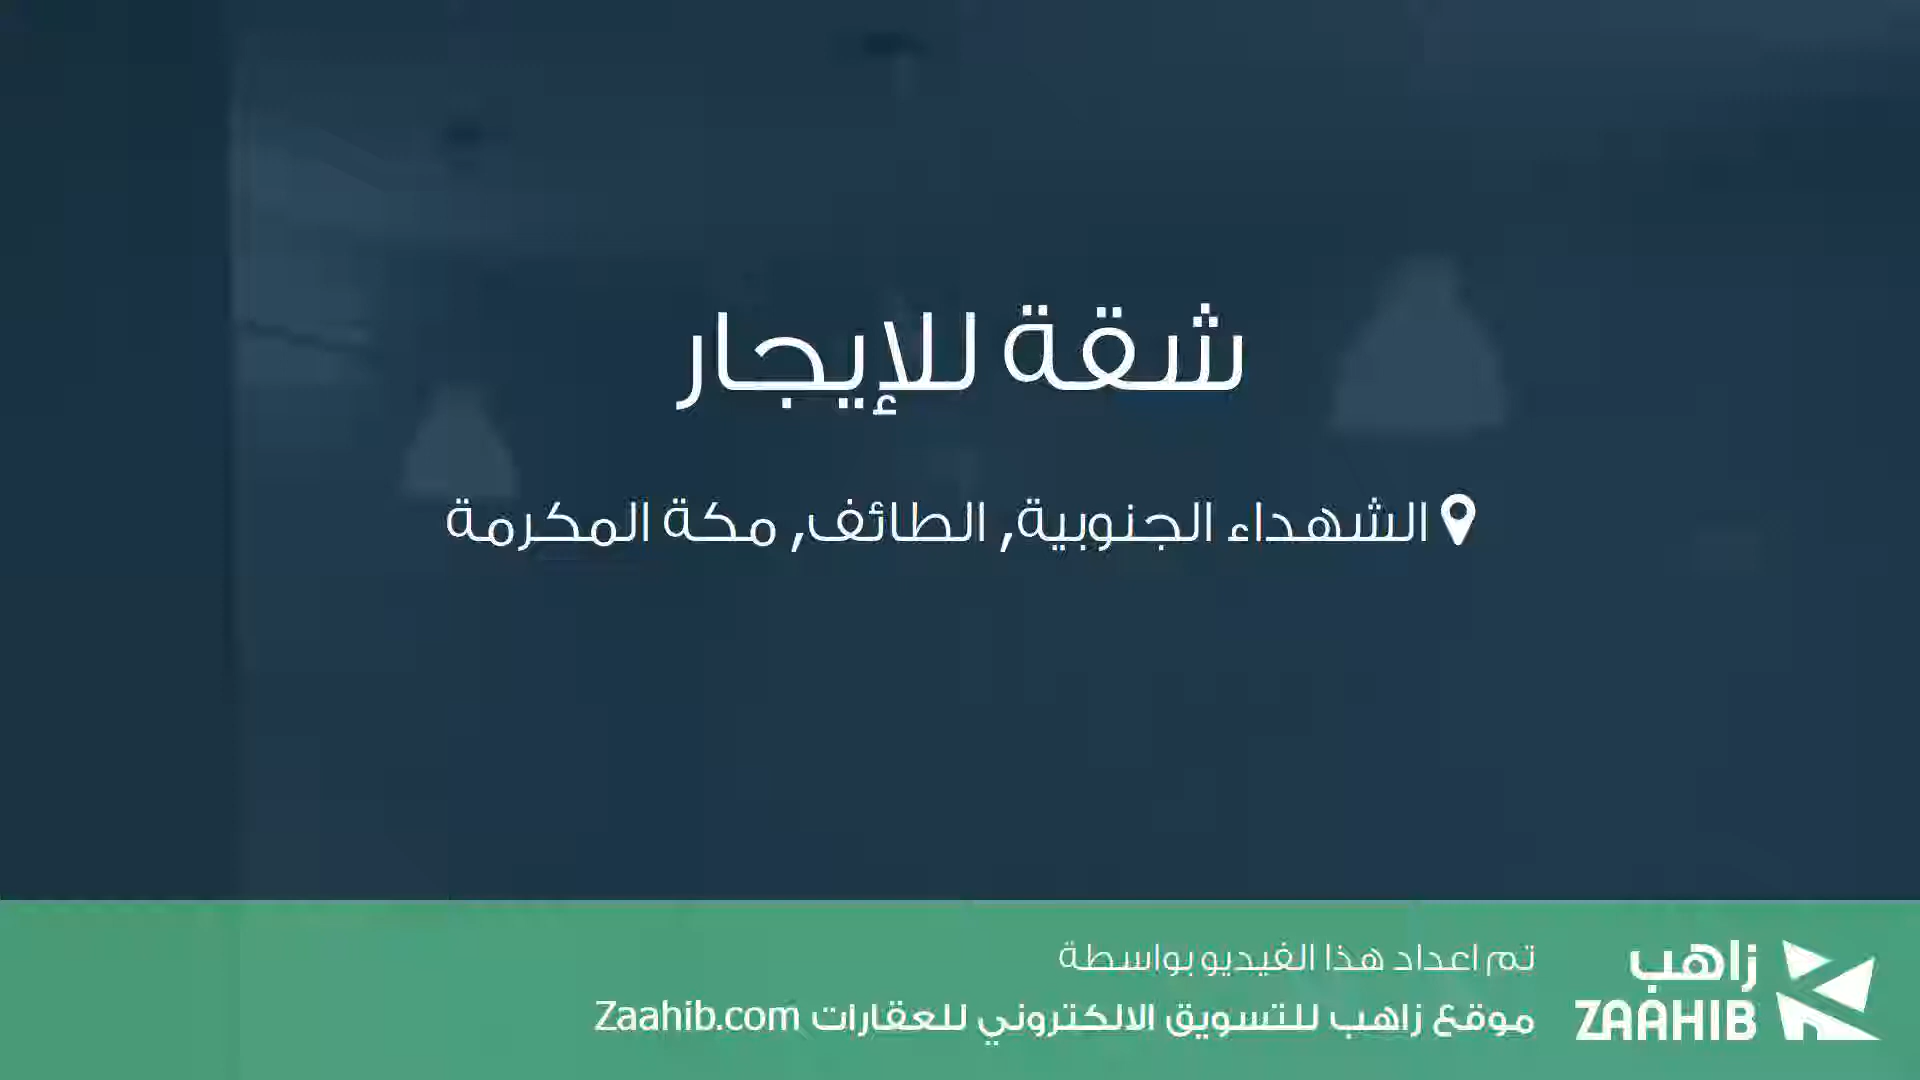 شقة للإيجار
الشهداء الجنوبية, الطائف, مكة المكرمة
تم اعداد هذا الفيديو بواسطة
موقع زاهب للتسويق الالكتروني للعقارات Zaahib.com
زاهب
ZAAHIB